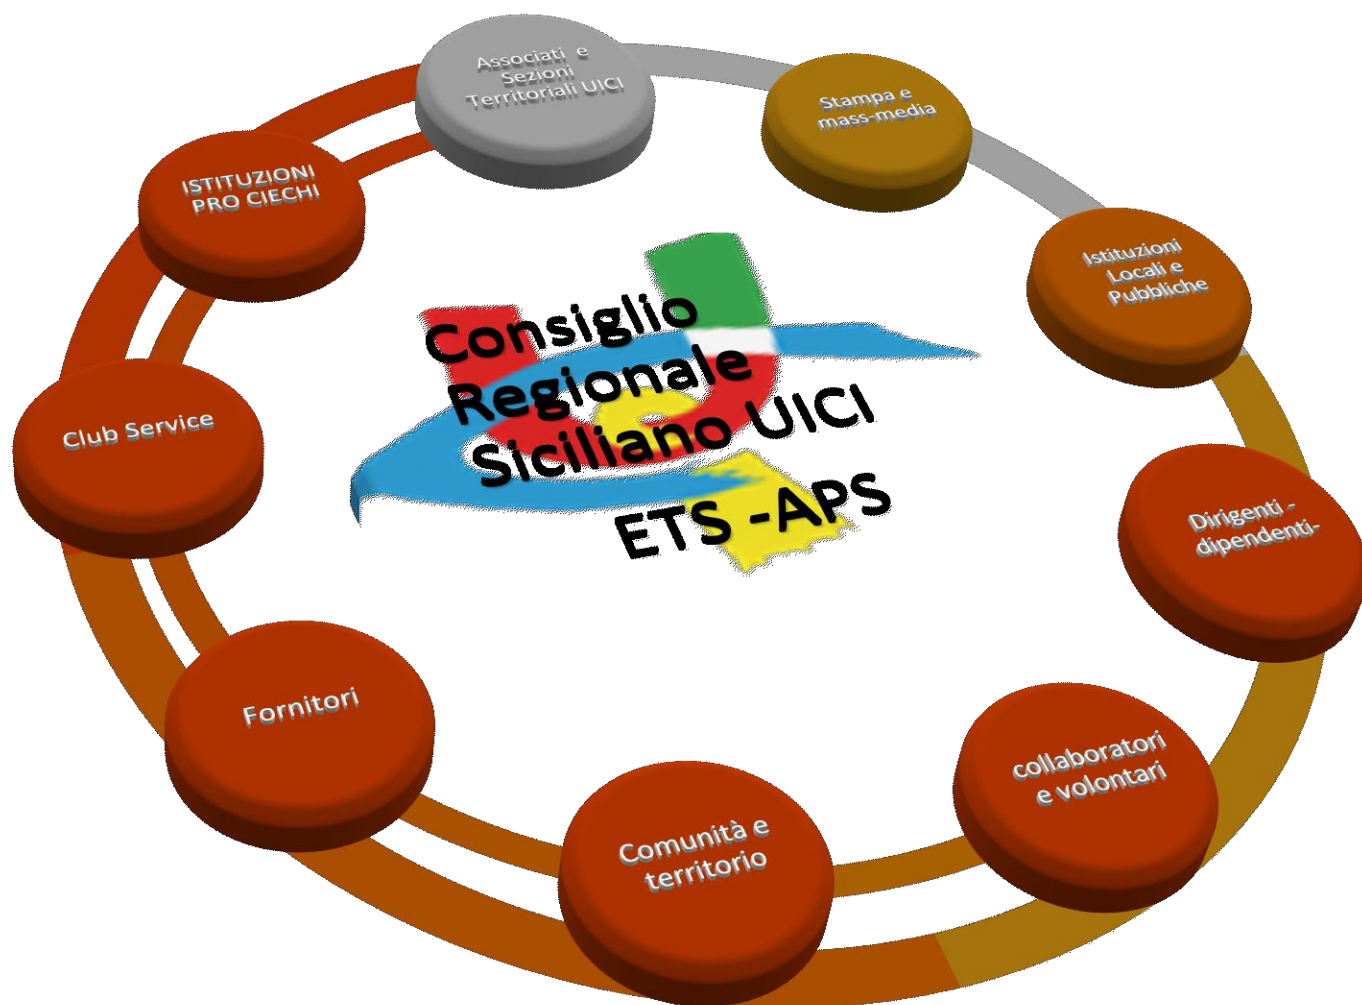 Associati e
Sezioni
Territoriali UICI
Stampa e
mass-media
ISTITUZIONI
PRO CIECHI
Istituzioni
Locali e
Pubbliche
Consiglio
Regionale
Siciliano UICI
ETS -APS
Club Service
Dirigenti -
dipendenti-
Fornitori
collaboratori
e volontari
Comunità e
territorio